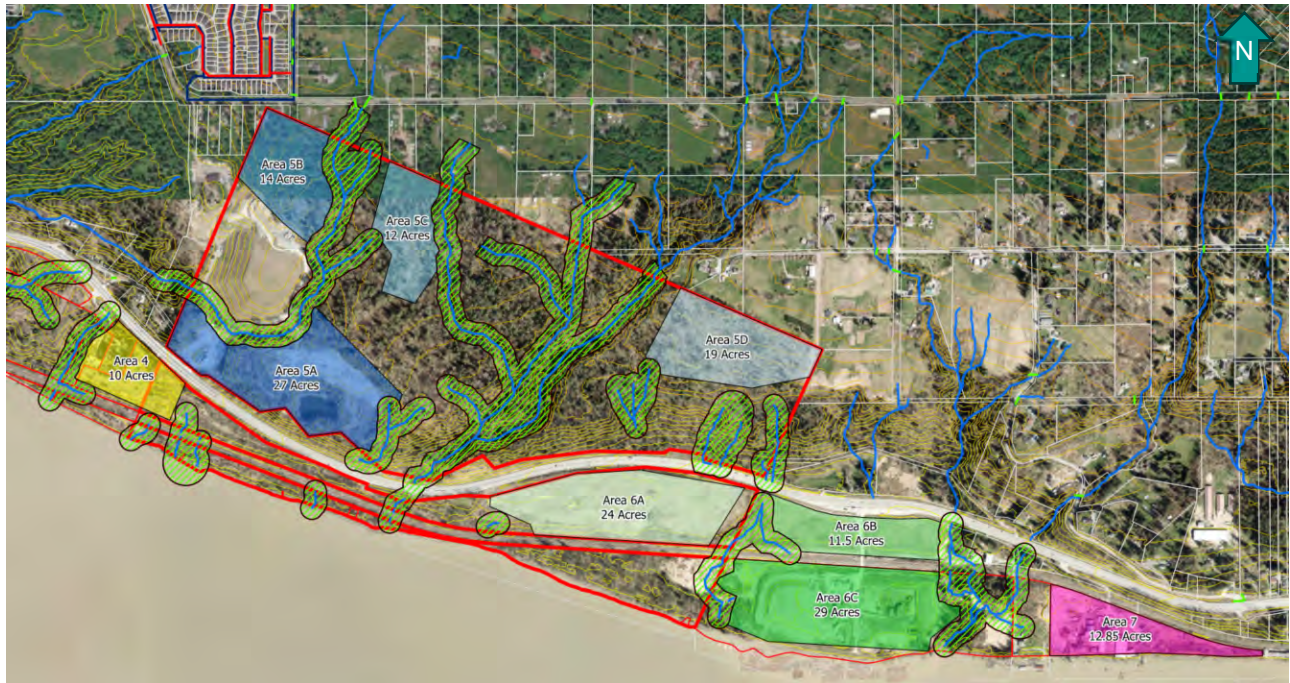 N
Area 5B
14 Acres
Area 5C
12 Acres
Area 5D
19 Acres
Area 4
10 Acres
Area 5A
27 Acres
Area 6A
24 Acres
Area 6B
11.5 Acres
Area 6C
29 Acres
Area 7
12.85 Acres